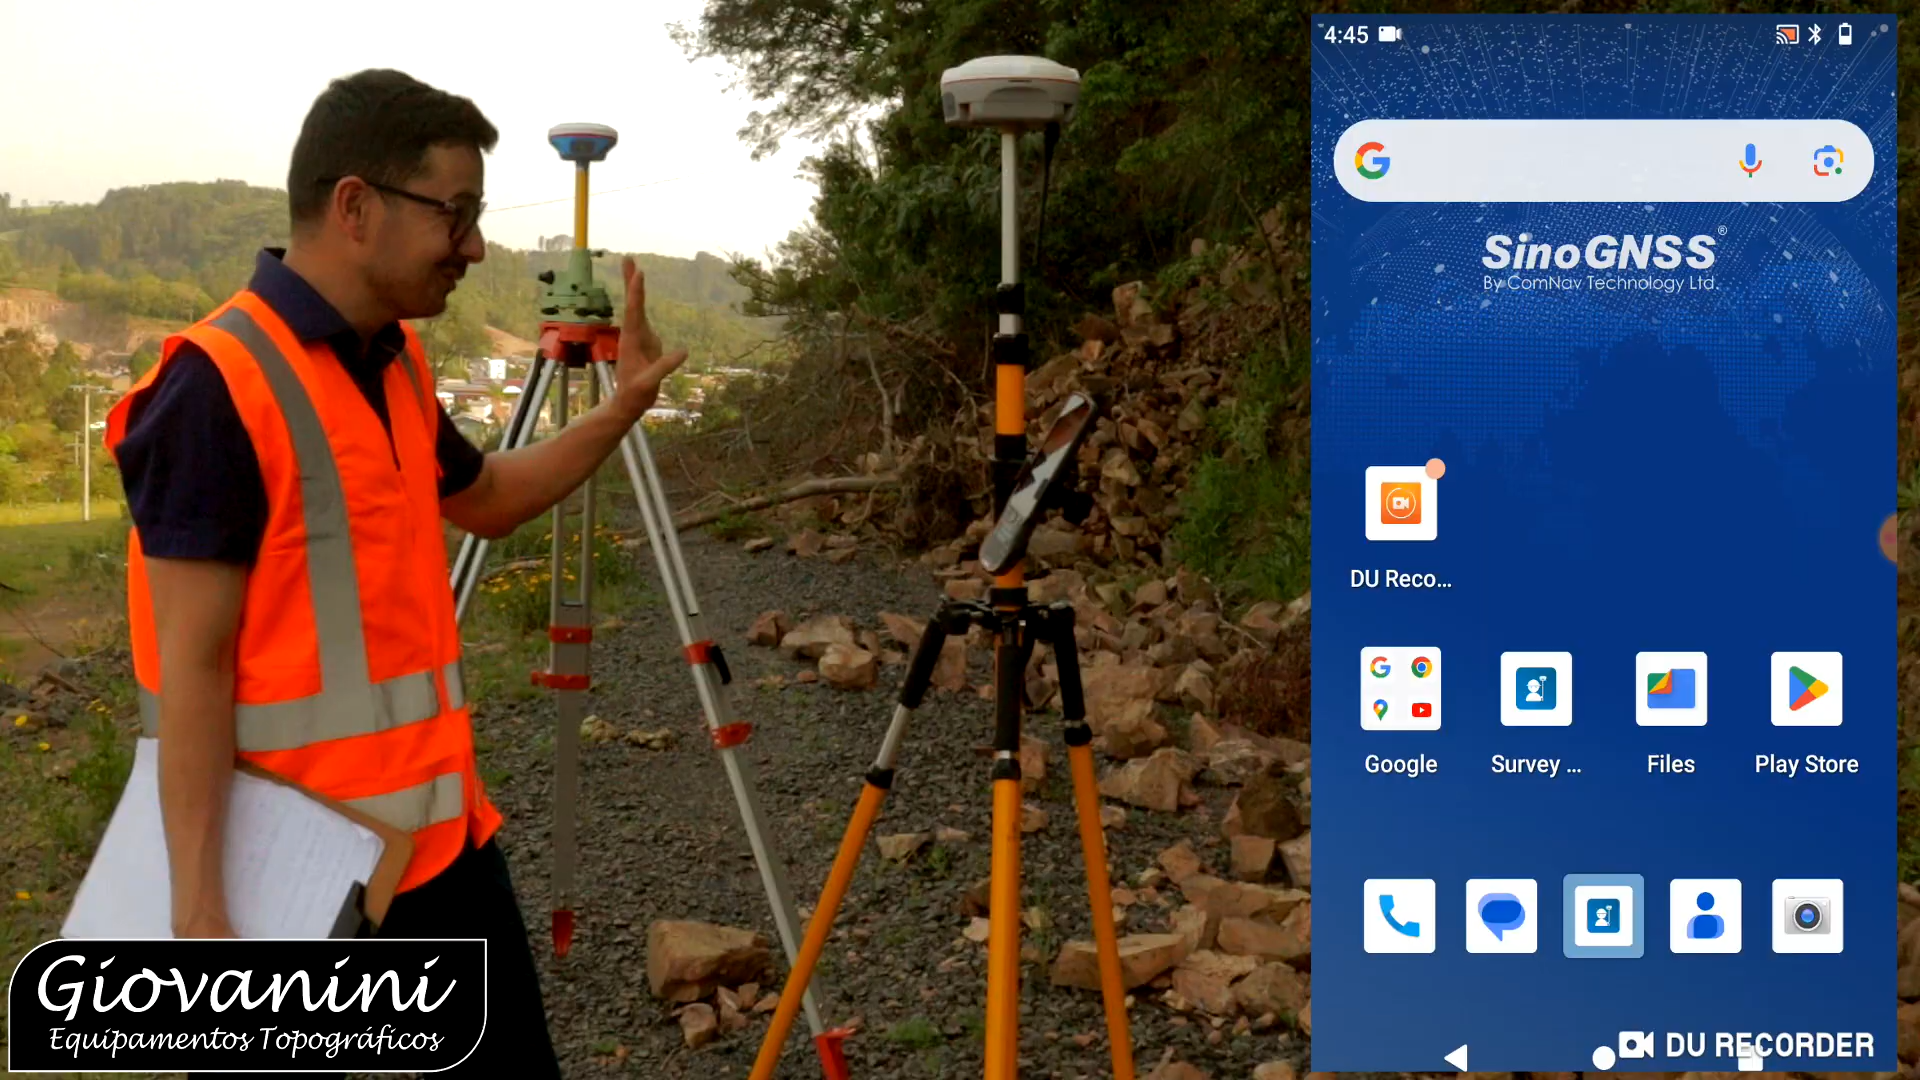 Giovanini
Equipamentos Topográficos
4:45
SinoGNSS®
By ComNav Technology Ltd.
DU Reco...
Google
Survey ...
Files
Play Store
DU RECORDER